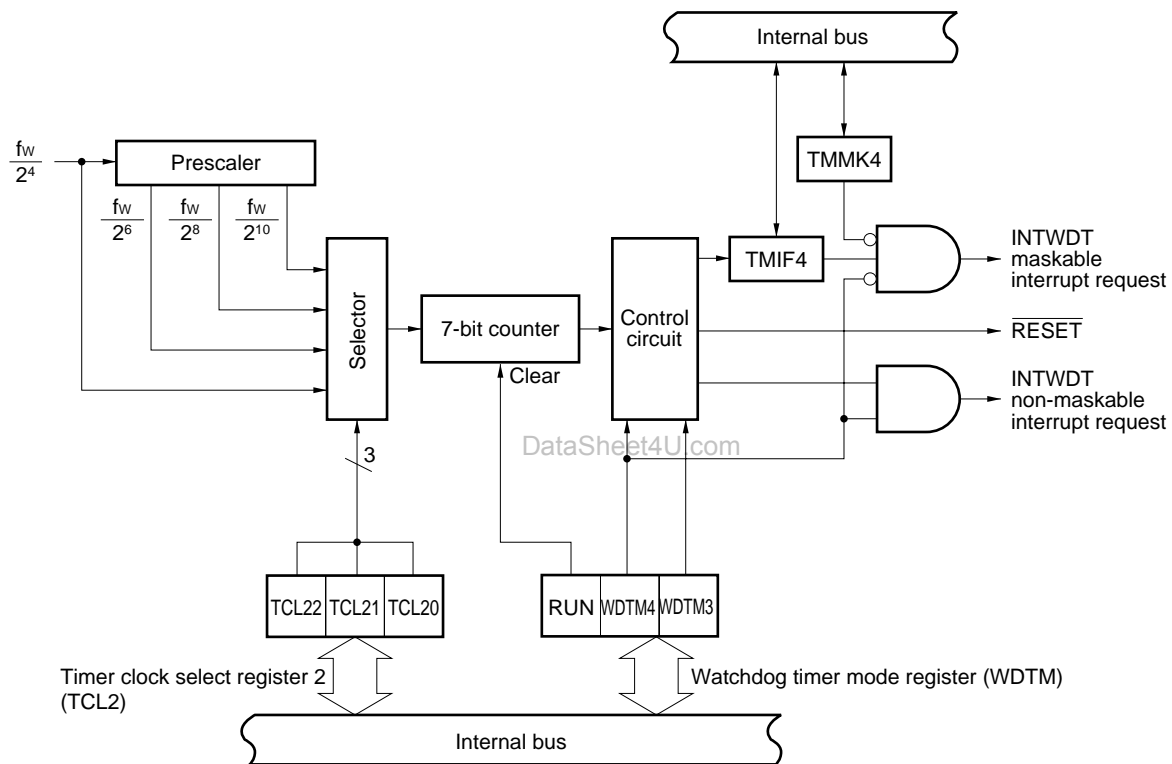 Internal bus
fW
2⁴
Prescaler
TMMK4
fW
2⁶
fW
2⁸
fW
2¹⁰
Selector
7-bit counter
Clear
Control
circuit
TMIF4
INTWDT
maskable
interrupt request
RESET
INTWDT
non-maskable
interrupt request
DataSheet4U.com
3
TCL22 TCL21 TCL20
RUN WDTM4 WDTM3
Timer clock select register 2
(TCL2)
Watchdog timer mode register (WDTM)
Internal bus